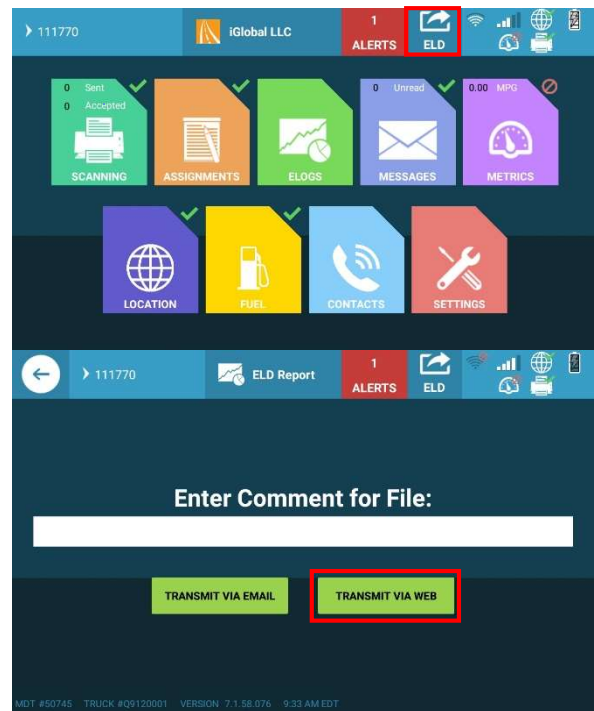 111770
iGlobal LLC
1
ALERTS
ELD
0 Sent
0 Accepted
SCANNING
ASSIGNMENTS
ELOGS
0 Unread
MESSAGES
0.00 MPG
METRICS
LOCATION
FUEL
CONTACTS
SETTINGS
111770
ELD Report
1
ALERTS
ELD
Enter Comment for File:
TRANSMIT VIA EMAIL
TRANSMIT VIA WEB
MDT #50745 TRUCK #Q9120001 VERSION 7.1.58.076 9:33 AM EDT